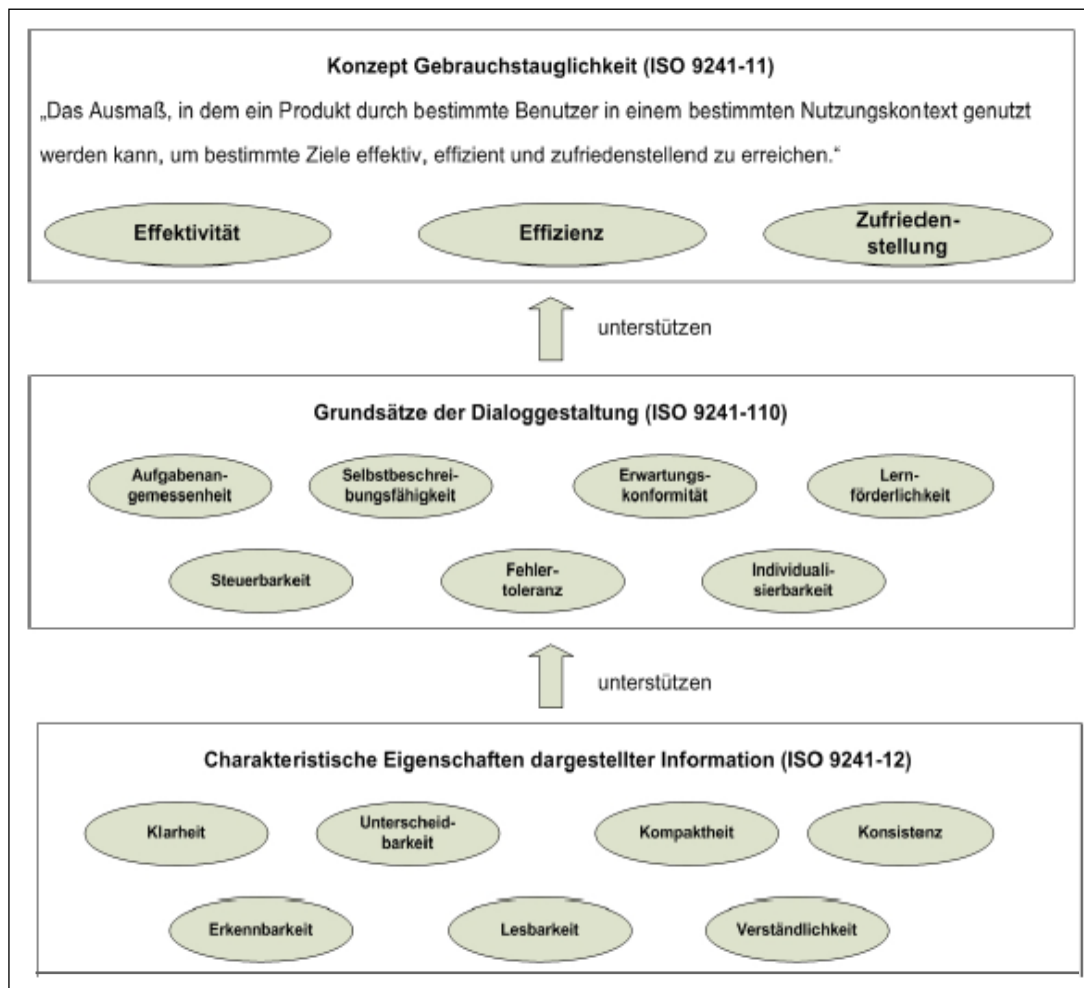 Konzept Gebrauchstauglichkeit (ISO 9241-11)
„Das Ausmaß, in dem ein Produkt durch bestimmte Benutzer in einem bestimmten Nutzungskontext genutzt
werden kann, um bestimmte Ziele effektiv, effizient und zufriedenstellend zu erreichen.“
Effektivität
Effizienz
Zufrieden-
stellung
unterstützen
Grundsätze der Dialoggestaltung (ISO 9241-110)
Aufgabenan-
gemessenheit
Selbstbeschrei-
bungsfähigkeit
Erwartungs-
konformität
Lern-
förderlichkeit
Steuerbarkeit
Fehler-
toleranz
Individuali-
sierbarkeit
unterstützen
Charakteristische Eigenschaften dargestellter Information (ISO 9241-12)
Klarheit
Unterscheid-
barkeit
Kompaktheit
Konsistenz
Erkennbarkeit
Lesbarkeit
Verständlichkeit